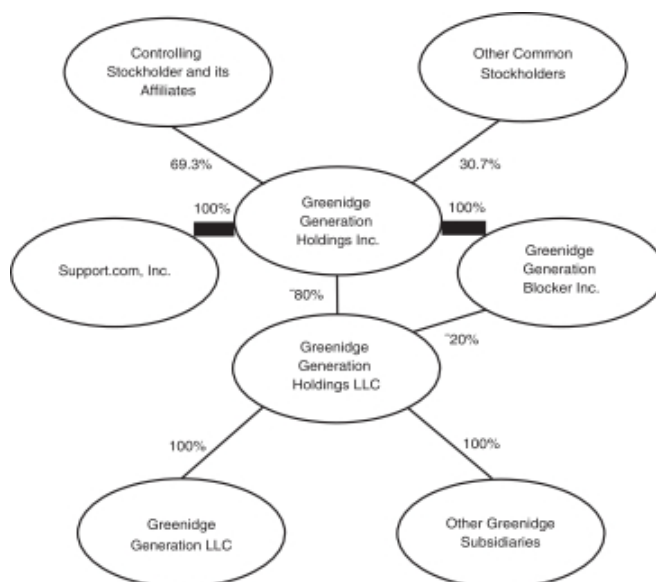 Controlling
Stockholder and its
Affiliates
Other Common
Stockholders
69.3%
30.7%
100%
Greenidge
Generation
Holdings Inc.
100%
Support.com, Inc.
Greenidge
Generation
Blocker Inc.
~80%
~20%
Greenidge
Generation
Holdings LLC
100%
100%
Greenidge
Generation LLC
Other Greenidge
Subsidiaries